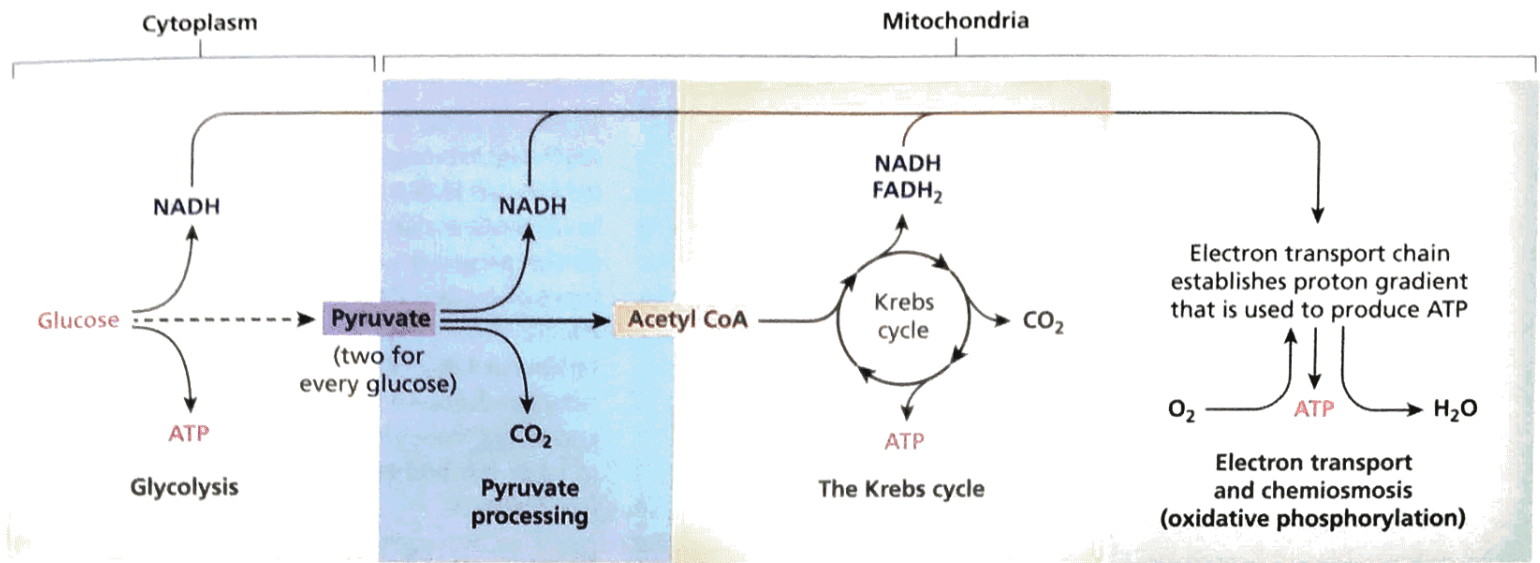 Cytoplasm
Mitochondria
NADH
NADH
NADH
FADH₂
Glucose
Pyruvate
(two for
every glucose)
Acetyl CoA
Krebs
cycle
CO₂
Electron transport chain
establishes proton gradient
that is used to produce ATP
ATP
CO₂
ATP
O₂
ATP
H₂O
Glycolysis
Pyruvate
processing
The Krebs cycle
Electron transport
and chemiosmosis
(oxidative phosphorylation)